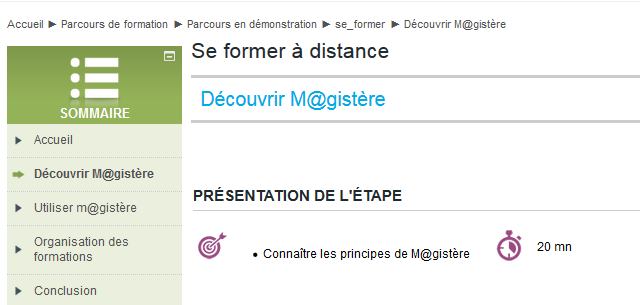 Accueil ► Parcours de formation ► Parcours en démonstration ► se_former ► Découvrir M@gistère
Se former à distance
SOMMAIRE
Accueil
Découvrir M@gistère
Utiliser m@gistère
Organisation des
formations
Conclusion
Découvrir M@gistère
PRÉSENTATION DE L'ÉTAPE
• Connaître les principes de M@gistère
20 mn